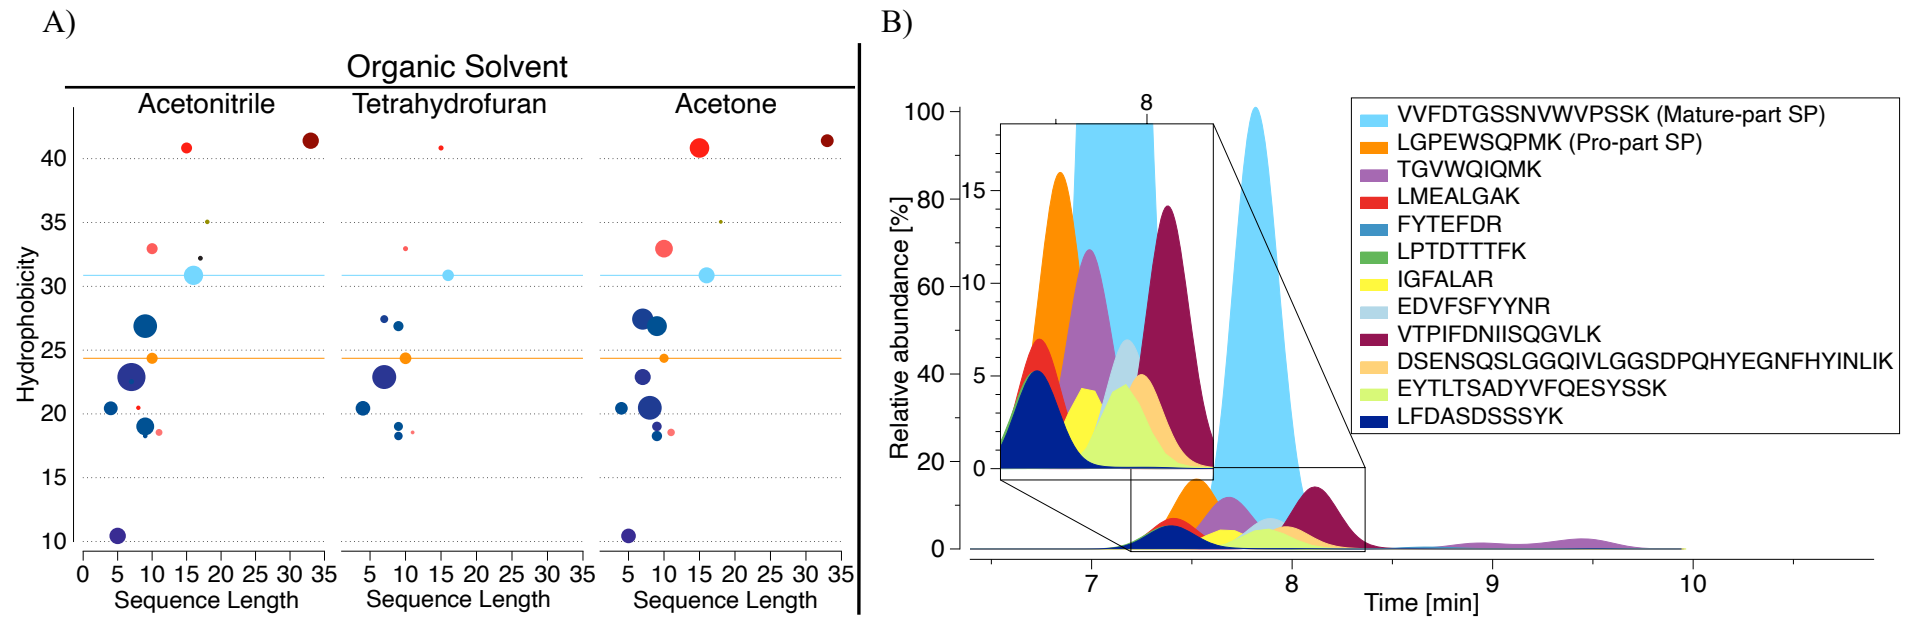 A)
Organic Solvent
Acetonitrile Tetrahydrofuran Acetone
Hydrophobicity
40
35
30
25
20
15
10
0 5 10 15 20 25 30 35 5 10 15 20 25 30 35 5 10 15 20 25 30 35
Sequence Length Sequence Length Sequence Length
B)
Relative abundance [%]
100
80
60
40
20
0
8
15
10
5
0
VVFDTGSSNVWVPSSK (Mature-part SP)
LGPEWSQPMK (Pro-part SP)
TGVWQIQMK
LMEALGAK
FYTEFDR
LPTDTTTFK
IGFALAR
EDVFSFYYNR
VTPIFDNIISQGVLK
DSENSQSLGGQIVLGGSDPQHYEGNFHYINLIK
EYTLTSADYVFQESYSSK
LFDASDSSSYK
7 8 9 10
Time [min]